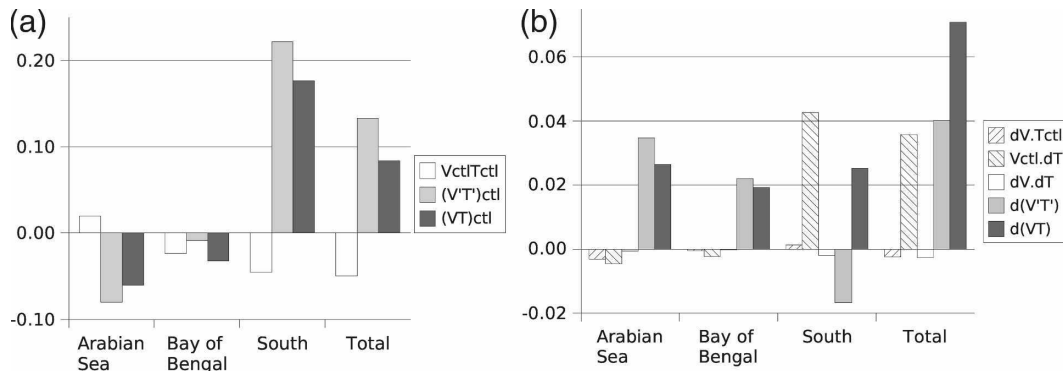 (a)
0.20
0.10
0.00
-0.10
Arabian
Sea
Bay of
Bengal
South
Total
VctlTctl
(V'T')ctl
(VT)ctl
(b)
0.06
0.04
0.02
0.00
-0.02
Arabian
Sea
Bay of
Bengal
South
Total
dV.Tctl
Vctl.dT
dV.dT
d(V'T')
d(VT)